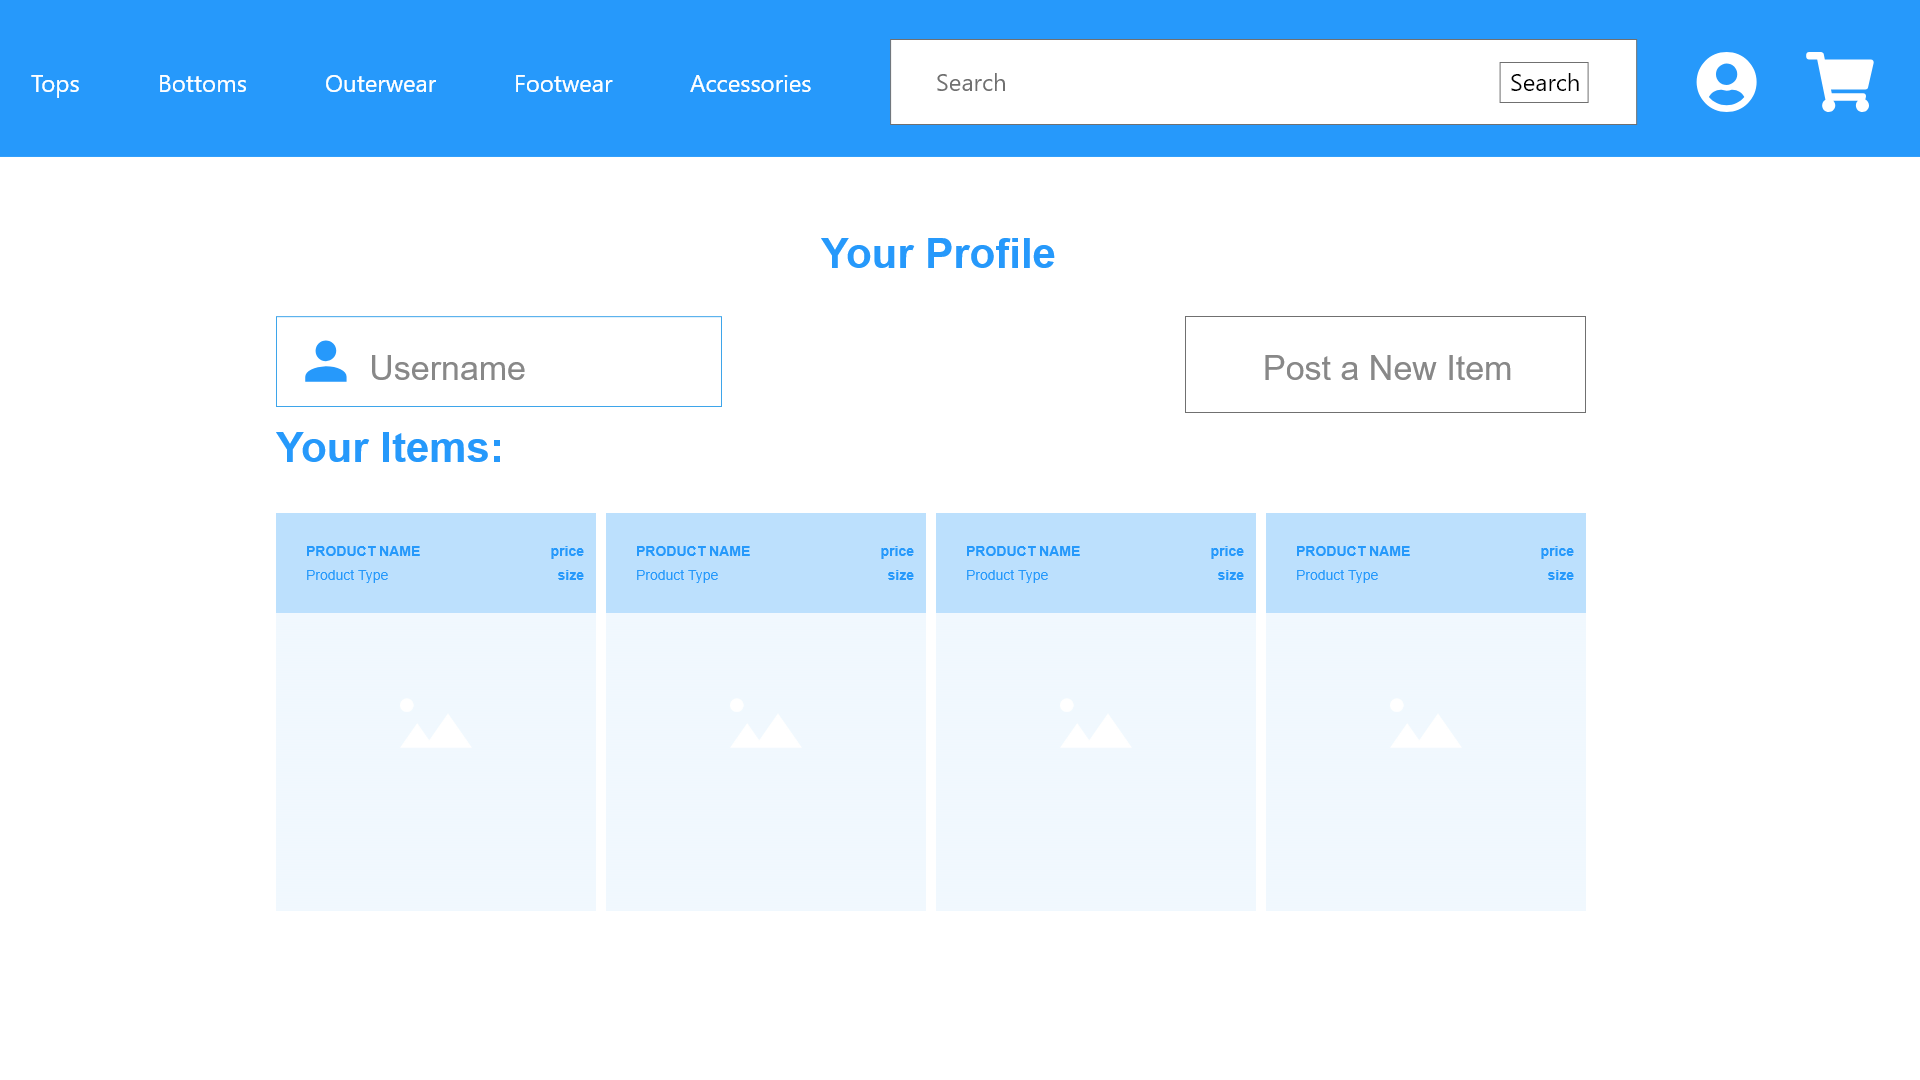 Tops Bottoms Outerwear Footwear Accessories Search Search
Your Profile
Username Post a New Item
Your Items:
PRODUCT NAME price PRODUCT NAME price PRODUCT NAME price PRODUCT NAME price
Product Type size Product Type size Product Type size Product Type size